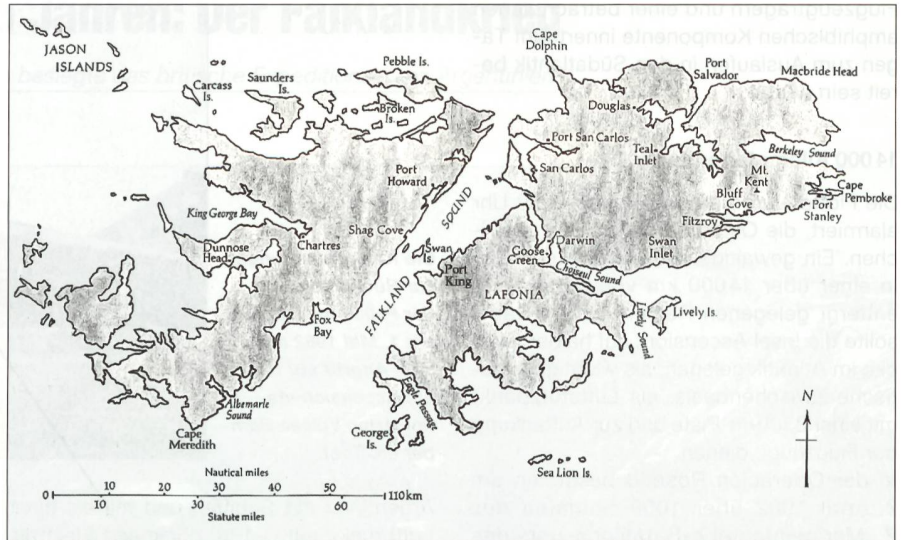 Jahren: Der Falklandkrieg
JASON
ISLANDS
Carcass
Is.
Saunders
Is.
Pebble Is.
Broken
Is.
Cape
Dolphin
Port
Salvador
Macbride Head
Douglas
Port San Carlos
Teal
Inlet
San Carlos
Berkeley Sound
Mt.
Kent
Bluff
Cove
Cape
Pembroke
Port
Stanley
Fitzroy
Port
Howard
King George Bay
Shag Cove
Dunnose
Head
Chartres
FALKLAND SOUND
Swan
Is.
Port
King
Goose
Green
Darwin
Swan
Inlet
Choiseul Sound
LAFONIA
Lively Is.
Lively Sound
Fox
Bay
Albemarle
Sound
Cape
Meredith
Eagle Passage
George
Is.
Sea Lion Is.
N
Nautical miles
0 10 20 30 40 50 60 110km
Statute miles